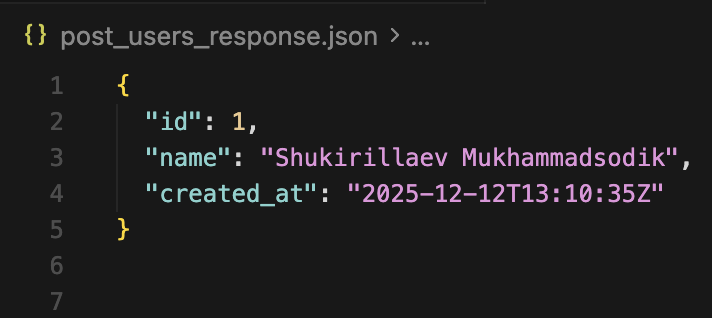 {} post_users_response.json > ...
1 {
2 "id": 1,
3 "name": "Shukirillaev Mukhammadsodik",
4 "created_at": "2025-12-12T13:10:35Z"
5 }
6
7